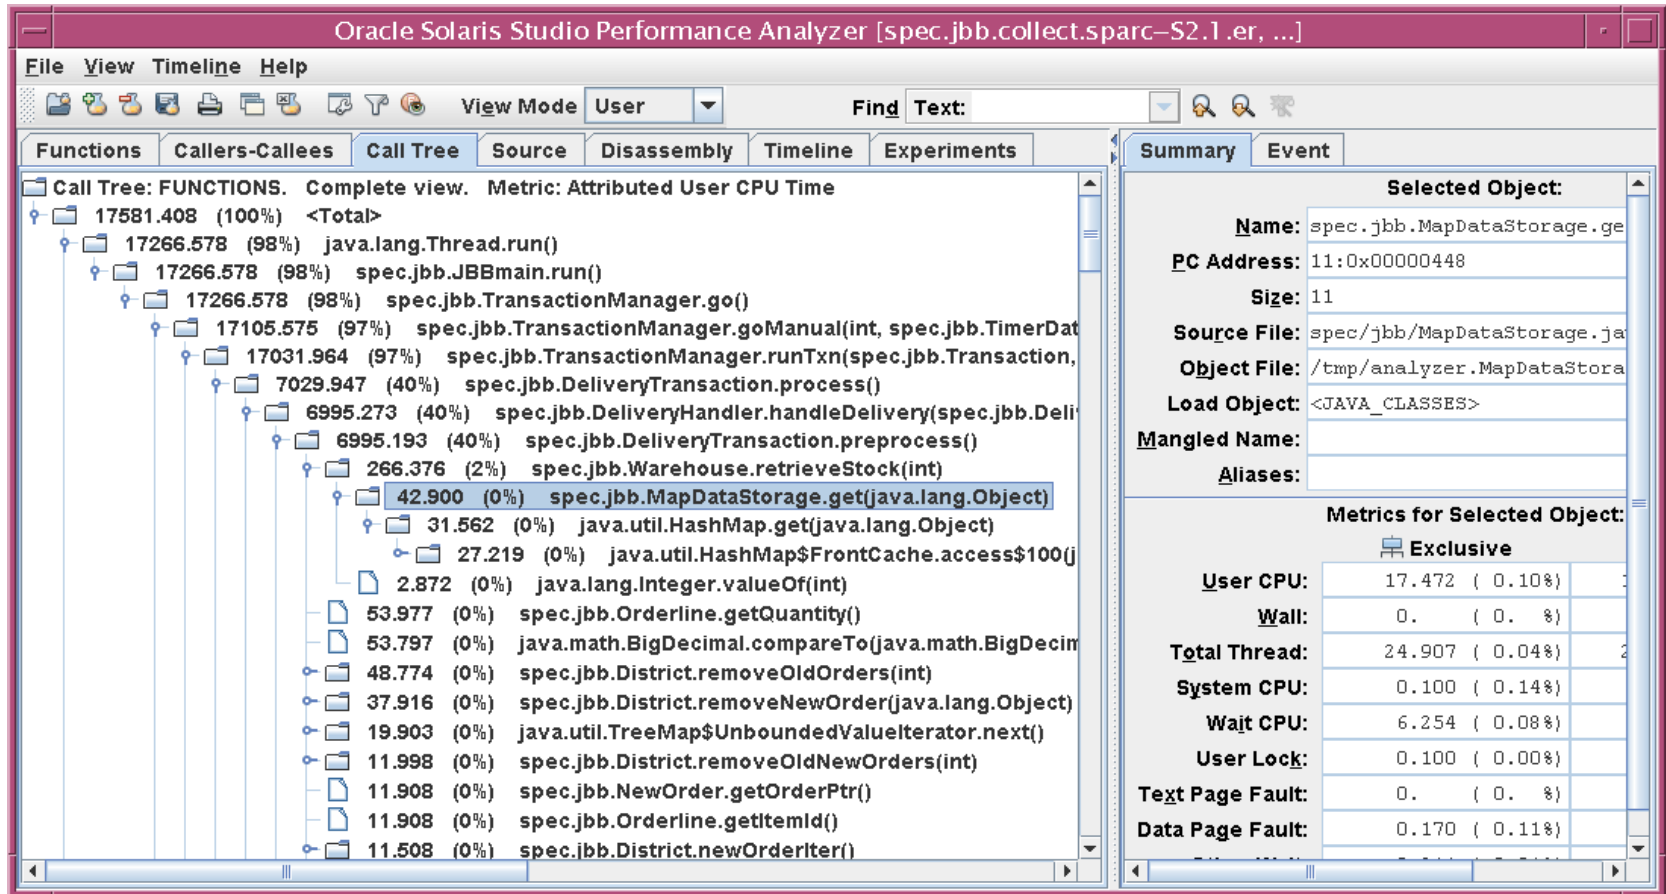 Oracle Solaris Studio Performance Analyzer [spec.jbb.collect.sparc–S2.1.er, ...]
File View Timeline Help
View Mode User Find Text:
Functions Callers-Callees Call Tree Source Disassembly Timeline Experiments
Call Tree: FUNCTIONS. Complete view. Metric: Attributed User CPU Time
17581.408 (100%) <Total>
17266.578 (98%) java.lang.Thread.run()
17266.578 (98%) spec.jbb.JBBmain.run()
17266.578 (98%) spec.jbb.TransactionManager.go()
17105.575 (97%) spec.jbb.TransactionManager.goManual(int, spec.jbb.TimerDat
17031.964 (97%) spec.jbb.TransactionManager.runTxn(spec.jbb.Transaction,
7029.947 (40%) spec.jbb.DeliveryTransaction.process()
6995.273 (40%) spec.jbb.DeliveryHandler.handleDelivery(spec.jbb.Deli
6995.193 (40%) spec.jbb.DeliveryTransaction.preprocess()
266.376 (2%) spec.jbb.Warehouse.retrieveStock(int)
42.900 (0%) spec.jbb.MapDataStorage.get(java.lang.Object)
31.562 (0%) java.util.HashMap.get(java.lang.Object)
27.219 (0%) java.util.HashMap$FrontCache.access$100(j
2.872 (0%) java.lang.Integer.valueOf(int)
53.977 (0%) spec.jbb.Orderline.getQuantity()
53.797 (0%) java.math.BigDecimal.compareTo(java.math.BigDecim
48.774 (0%) spec.jbb.District.removeOldOrders(int)
37.916 (0%) spec.jbb.District.removeNewOrder(java.lang.Object)
19.903 (0%) java.util.TreeMap$UnboundedValueIterator.next()
11.998 (0%) spec.jbb.District.removeOldNewOrders(int)
11.908 (0%) spec.jbb.NewOrder.getOrderPtr()
11.908 (0%) spec.jbb.Orderline.getItemId()
11.508 (0%) spec.jbb.District.newOrderIter()
Summary Event
Selected Object:
Name: spec.jbb.MapDataStorage.ge
PC Address: 11:0x00000448
Size: 11
Source File: spec/jbb/MapDataStorage.ja
Object File: /tmp/analyzer.MapDataStora
Load Object: <JAVA_CLASSES>
Mangled Name:
Aliases:
Metrics for Selected Object:
Exclusive
User CPU: 17.472 ( 0.10%)
Wall: 0. ( 0. %)
Total Thread: 24.907 ( 0.04%) 2
System CPU: 0.100 ( 0.14%)
Wait CPU: 6.254 ( 0.08%)
User Lock: 0.100 ( 0.00%)
Text Page Fault: 0. ( 0. %)
Data Page Fault: 0.170 ( 0.11%)